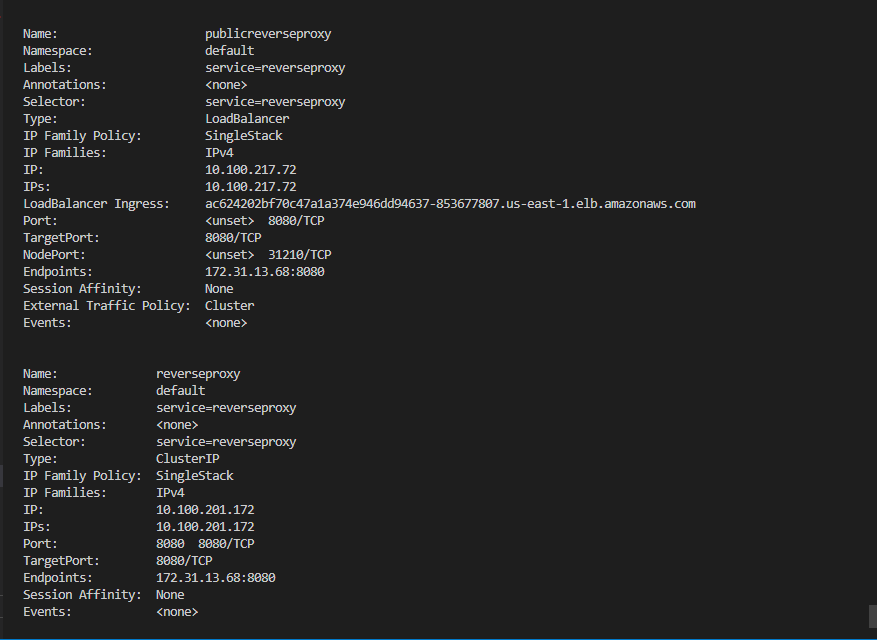 Name:                     publicreverseproxy
Namespace:                default
Labels:                   service=reverseproxy
Annotations:              <none>
Selector:                 service=reverseproxy
Type:                     LoadBalancer
IP Family Policy:         SingleStack
IP Families:              IPv4
IP:                       10.100.217.72
IPs:                      10.100.217.72
LoadBalancer Ingress:     ac624202bf70c47a1a374e946dd94637-853677807.us-east-1.elb.amazonaws.com
Port:                     <unset>  8080/TCP
TargetPort:               8080/TCP
NodePort:                 <unset>  31210/TCP
Endpoints:                172.31.13.68:8080
Session Affinity:         None
External Traffic Policy:  Cluster
Events:                   <none>
Name:              reverseproxy
Namespace:         default
Labels:            service=reverseproxy
Annotations:       <none>
Selector:          service=reverseproxy
Type:              ClusterIP
IP Family Policy:  SingleStack
IP Families:       IPv4
IP:                10.100.201.172
IPs:               10.100.201.172
Port:              8080  8080/TCP
TargetPort:        8080/TCP
Endpoints:         172.31.13.68:8080
Session Affinity:  None
Events:            <none>